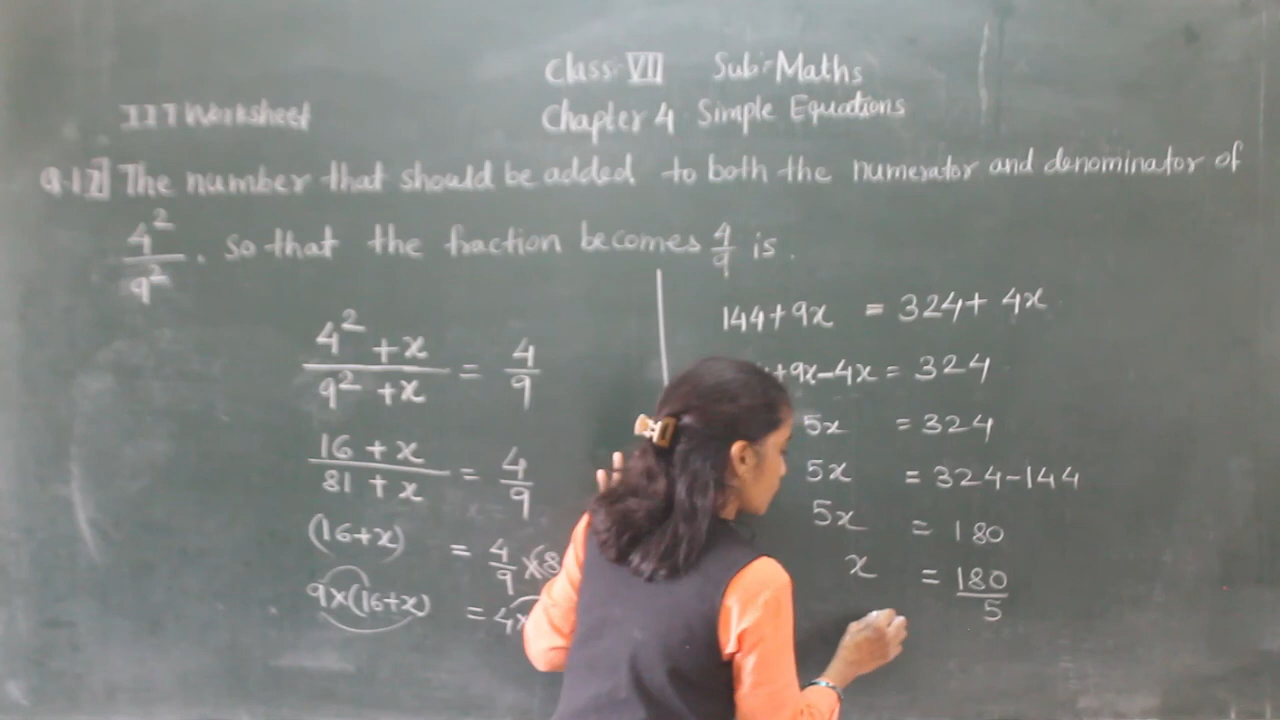 Class:- VII Sub:- Maths
IIT Worksheet
Chapter 4 Simple Equations
Q.17] The number that should be added to both the numerator and denominator of
4²/9². so that the fraction becomes 4/9 is.
4²+x/9²+x = 4/9
16+x/81+x = 4/9
(16+x) = 4/9 ×(8
9×(16+x) = 4×
144+9x = 324+4x
+9x-4x = 324
5x = 324
5x = 324-144
5x = 180
x = 180/5